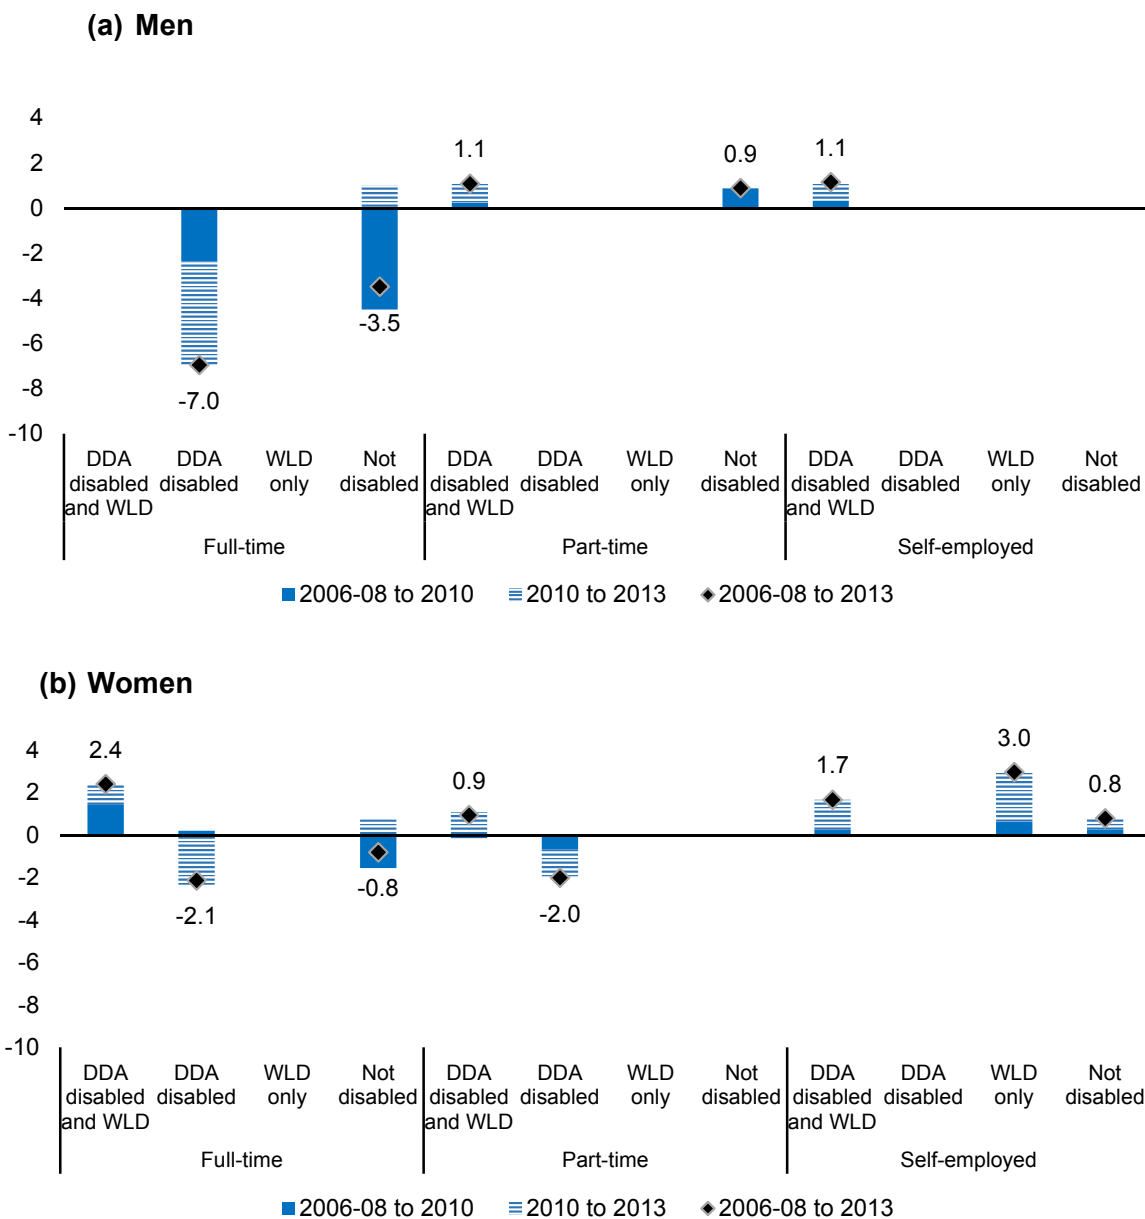 (a) Men
4
2
0
-2
-4
-6
-8
-10
-7.0
-3.5
1.1
0.9
1.1
DDA DDA WLD Not DDA DDA WLD Not DDA DDA WLD Not
disabled disabled only disabled disabled disabled only disabled disabled disabled only disabled
and WLD and WLD and WLD
Full-time Part-time Self-employed
2006-08 to 2010 2010 to 2013 2006-08 to 2013
(b) Women
4
2
0
-2
-4
-6
-8
-10
2.4
-2.1
-0.8
0.9
-2.0
1.7
3.0
0.8
DDA DDA WLD Not DDA DDA WLD Not DDA DDA WLD Not
disabled disabled only disabled disabled disabled only disabled disabled disabled only disabled
and WLD and WLD and WLD
Full-time Part-time Self-employed
2006-08 to 2010 2010 to 2013 2006-08 to 2013